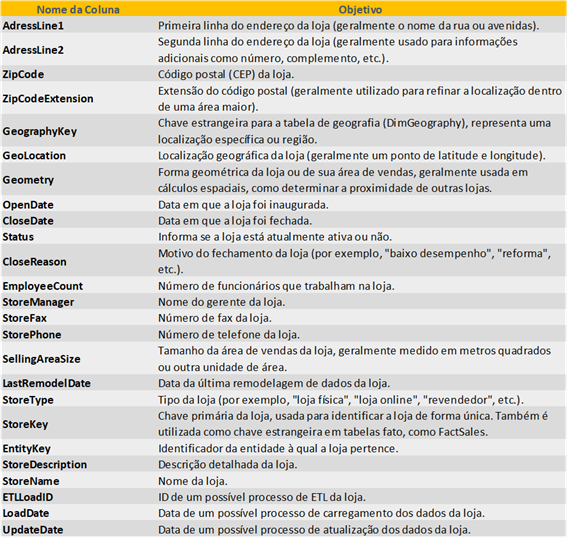 Nome da Coluna Objetivo
AdressLine1 Primeira linha do endereço da loja (geralmente o nome da rua ou avenidas).
AdressLine2 Segunda linha do endereço da loja (geralmente usado para informações
adicionais como número, complemento, etc.).
ZipCode Código postal (CEP) da loja.
ZipCodeExtension Extensão do código postal (geralmente utilizado para refinar a localização dentro
de uma área maior).
GeographyKey Chave estrangeira para a tabela de geografia (DimGeography), representa uma
localização específica ou região.
GeoLocation Localização geográfica da loja (geralmente um ponto de latitude e longitude).
Geometry Forma geométrica da loja ou de sua área de vendas, geralmente usada em
cálculos espaciais, como determinar a proximidade de outras lojas.
OpenDate Data em que a loja foi inaugurada.
CloseDate Data em que a loja foi fechada.
Status Informa se a loja está atualmente ativa ou não.
CloseReason Motivo do fechamento da loja (por exemplo, "baixo desempenho", "reforma",
etc.).
EmployeeCount Número de funcionários que trabalham na loja.
StoreManager Nome do gerente da loja.
StoreFax Número de fax da loja.
StorePhone Número de telefone da loja.
SellingAreaSize Tamanho da área de vendas da loja, geralmente medido em metros quadrados
ou outra unidade de área.
LastRemodelDate Data da última remodelagem de dados da loja.
StoreType Tipo da loja (por exemplo, "loja física", "loja online", "revendedor", etc.).
StoreKey Chave primária da loja, usada para identificar a loja de forma única. Também é
utilizada como chave estrangeira em tabelas fato, como FactSales.
EntityKey Identificador da entidade à qual a loja pertence.
StoreDescription Descrição detalhada da loja.
StoreName Nome da loja.
ETLLoadID ID de um possível processo de ETL da loja.
LoadDate Data de um possível processo de carregamento dos dados da loja.
UpdateDate Data de um possível processo de atualização dos dados da loja.